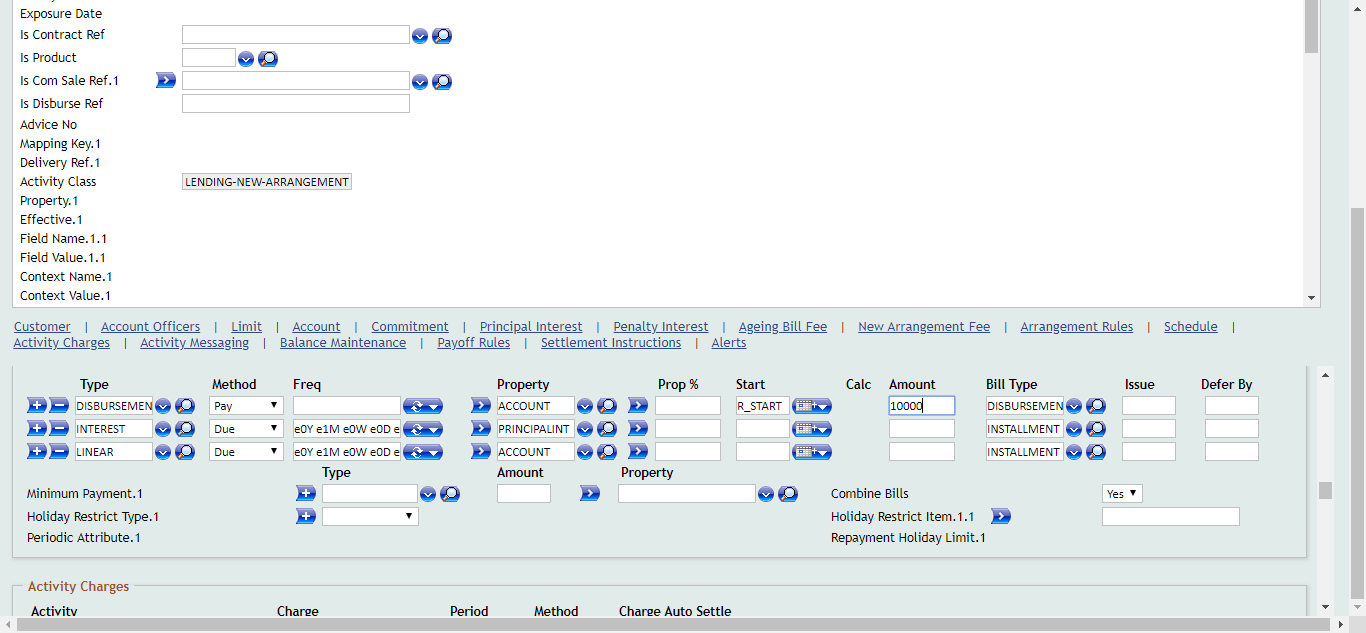 Exposure Date
Is Contract Ref
Is Product
Is Com Sale Ref.1
Is Disburse Ref
Advice No
Mapping Key.1
Delivery Ref.1
Activity Class LENDING-NEW-ARRANGEMENT
Property.1
Effective.1
Field Name.1.1
Field Value.1.1
Context Name.1
Context Value.1
Customer | Account Officers | Limit | Account | Commitment | Principal Interest | Penalty Interest | Ageing Bill Fee | New Arrangement Fee | Arrangement Rules | Schedule |
Activity Charges | Activity Messaging | Balance Maintenance | Payoff Rules | Settlement Instructions | Alerts
Type Method Freq Property Prop % Start Calc Amount Bill Type Issue Defer By
DISBURSEMEN Pay ACCOUNT R_START 10000 DISBURSEMEN
INTEREST Due e0Y e1M e0W e0D e PRINCIPALINT INSTALLMENT
LINEAR Due e0Y e1M e0W e0D e ACCOUNT INSTALLMENT
Type Amount Property
Minimum Payment.1 Combine Bills Yes
Holiday Restrict Type.1 Holiday Restrict Item.1.1
Periodic Attribute.1 Repayment Holiday Limit.1
Activity Charges
Activity Charge Period Method Charge Auto Settle